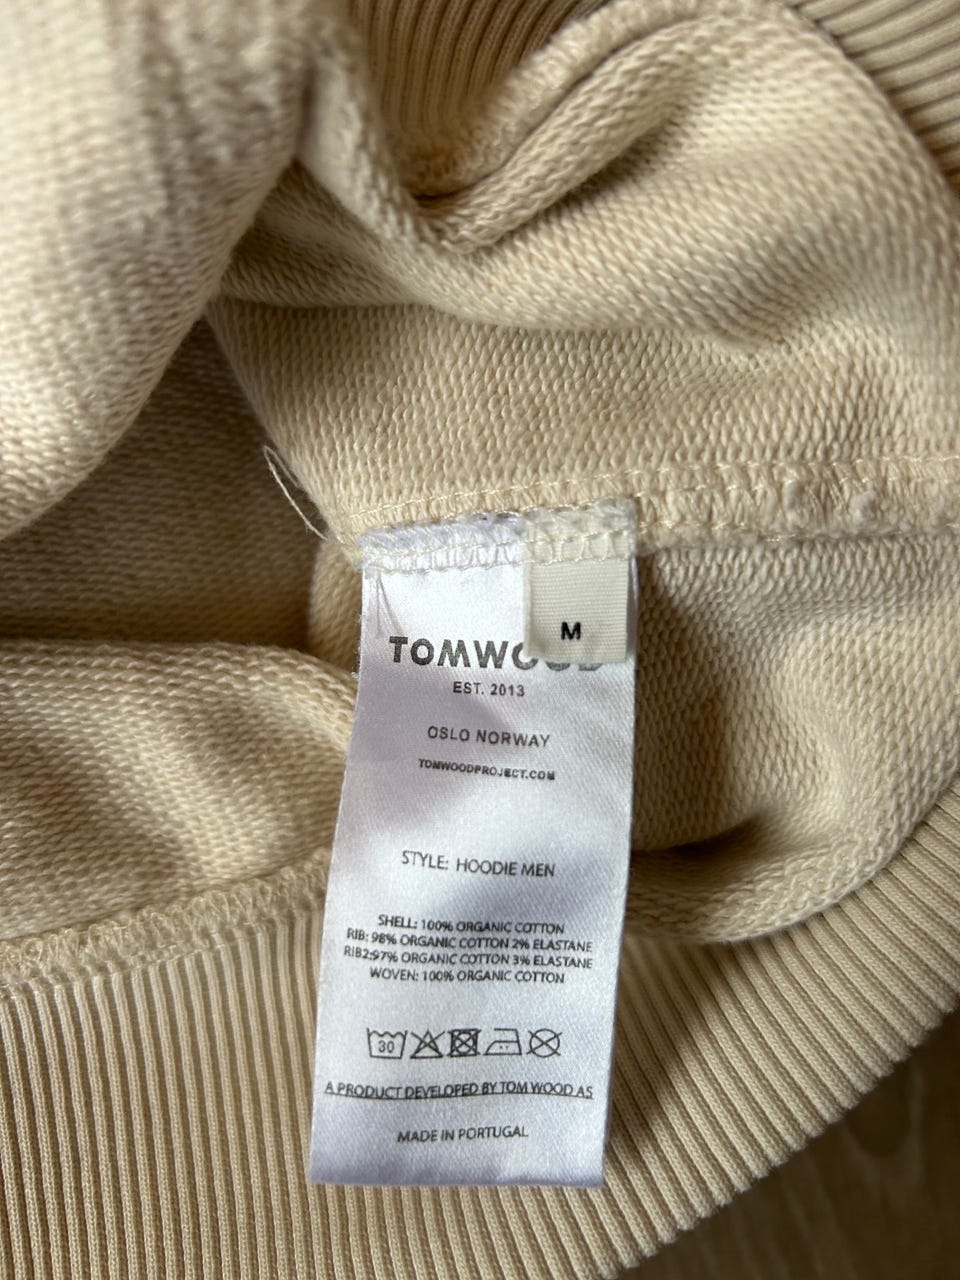 M
TOMWOOD
EST. 2013
OSLO NORWAY
TOMWOODPROJECT.COM
STYLE: HOODIE MEN
SHELL: 100% ORGANIC COTTON
RIB: 98% ORGANIC COTTON 2% ELASTANE
RIB2:97% ORGANIC COTTON 3% ELASTANE
WOVEN: 100% ORGANIC COTTON
30
A PRODUCT DEVELOPED BY TOM WOOD AS
MADE IN PORTUGAL